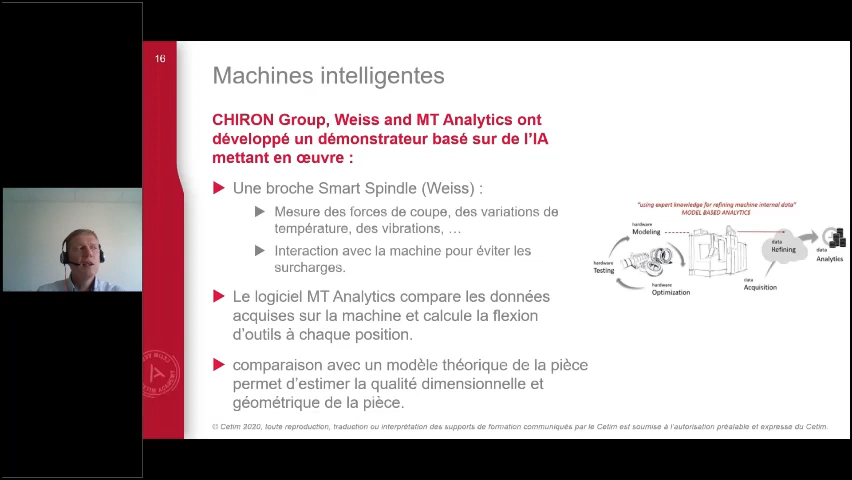 16
Machines intelligentes
CHIRON Group, Weiss and MT Analytics ont
développé un démonstrateur basé sur de l'IA
mettant en œuvre :
Une broche Smart Spindle (Weiss) :
Mesure des forces de coupe, des variations de
température, des vibrations, …
Interaction avec la machine pour éviter les
surcharges.
Le logiciel MT Analytics compare les données
acquises sur la machine et calcule la flexion
d'outils à chaque position.
comparaison avec un modèle théorique de la pièce
permet d'estimer la qualité dimensionnelle et
géométrique de la pièce.
"using expert knowledge for refining machine internal data"
MODEL BASED ANALYTICS
hardware
Modeling
hardware
Testing
hardware
Optimization
data
Acquisition
data
Refining
data
Analytics
© Cetim 2020, toute reproduction, traduction ou interprétation des supports de formation communiqués par le Cetim est soumise à l'autorisation préalable et expresse du Cetim.